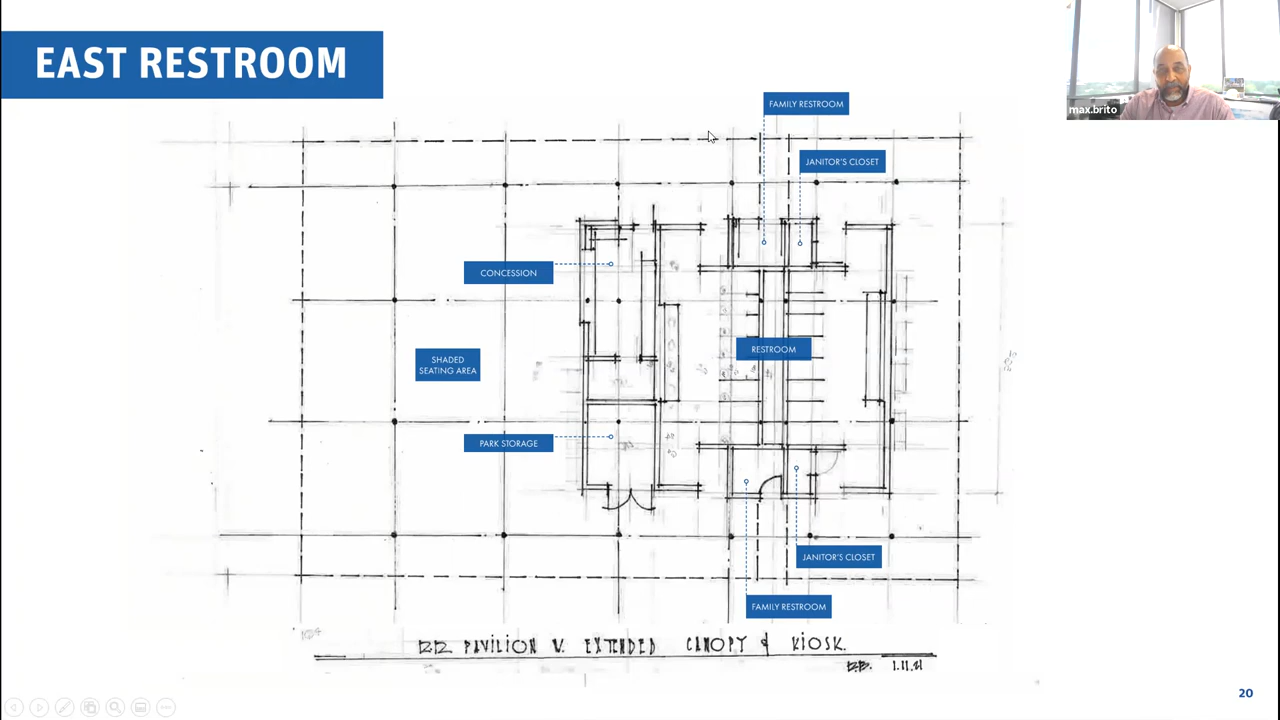 EAST RESTROOM
max.brito
FAMILY RESTROOM
JANITOR'S CLOSET
CONCESSION
RESTROOM
SHADED
SEATING AREA
PARK STORAGE
JANITOR'S CLOSET
FAMILY RESTROOM
RR PAVILION W. EXTENDED CANOPY & KIOSK.
1.11.21
20